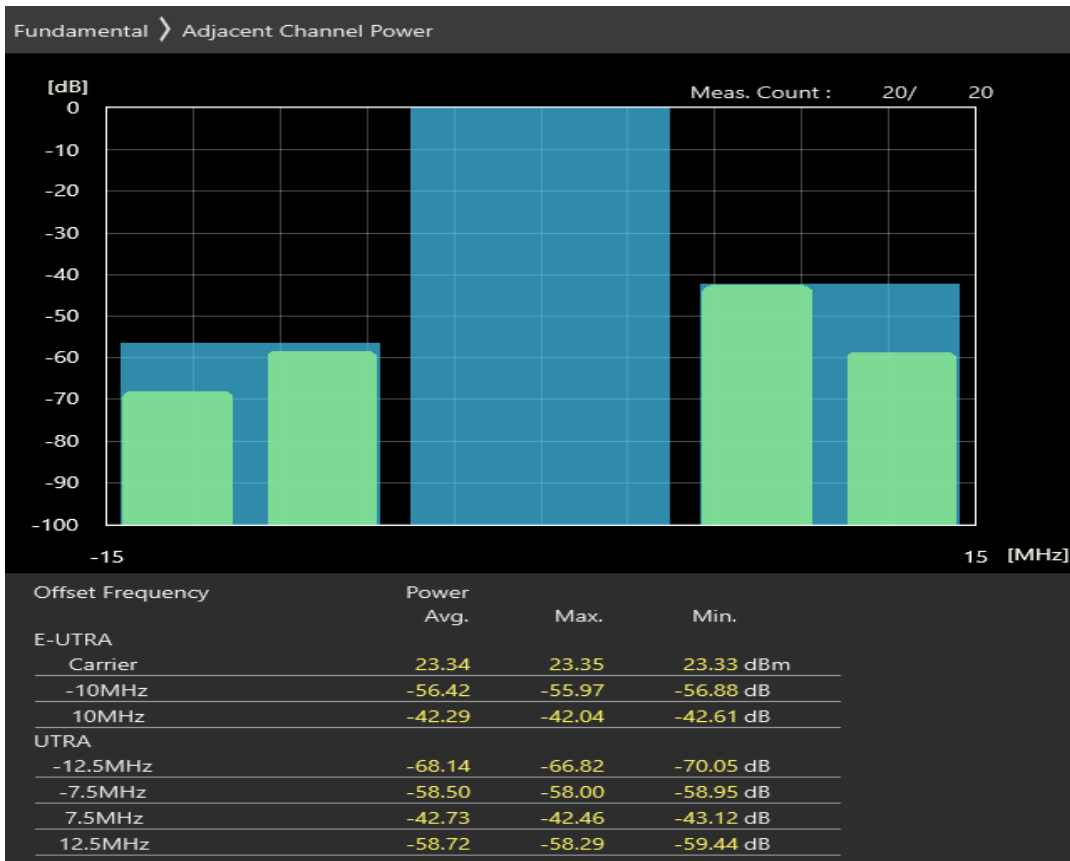 Fundamental 〉 Adjacent Channel Power
[dB]
Meas. Count : 20/ 20
0
-10
-20
-30
-40
-50
-60
-70
-80
-90
-100
-15 15 [MHz]
Offset Frequency Power
Avg. Max. Min.
E-UTRA
Carrier 23.34 23.35 23.33 dBm
-10MHz -56.42 -55.97 -56.88 dB
10MHz -42.29 -42.04 -42.61 dB
UTRA
-12.5MHz -68.14 -66.82 -70.05 dB
-7.5MHz -58.50 -58.00 -58.95 dB
7.5MHz -42.73 -42.46 -43.12 dB
12.5MHz -58.72 -58.29 -59.44 dB